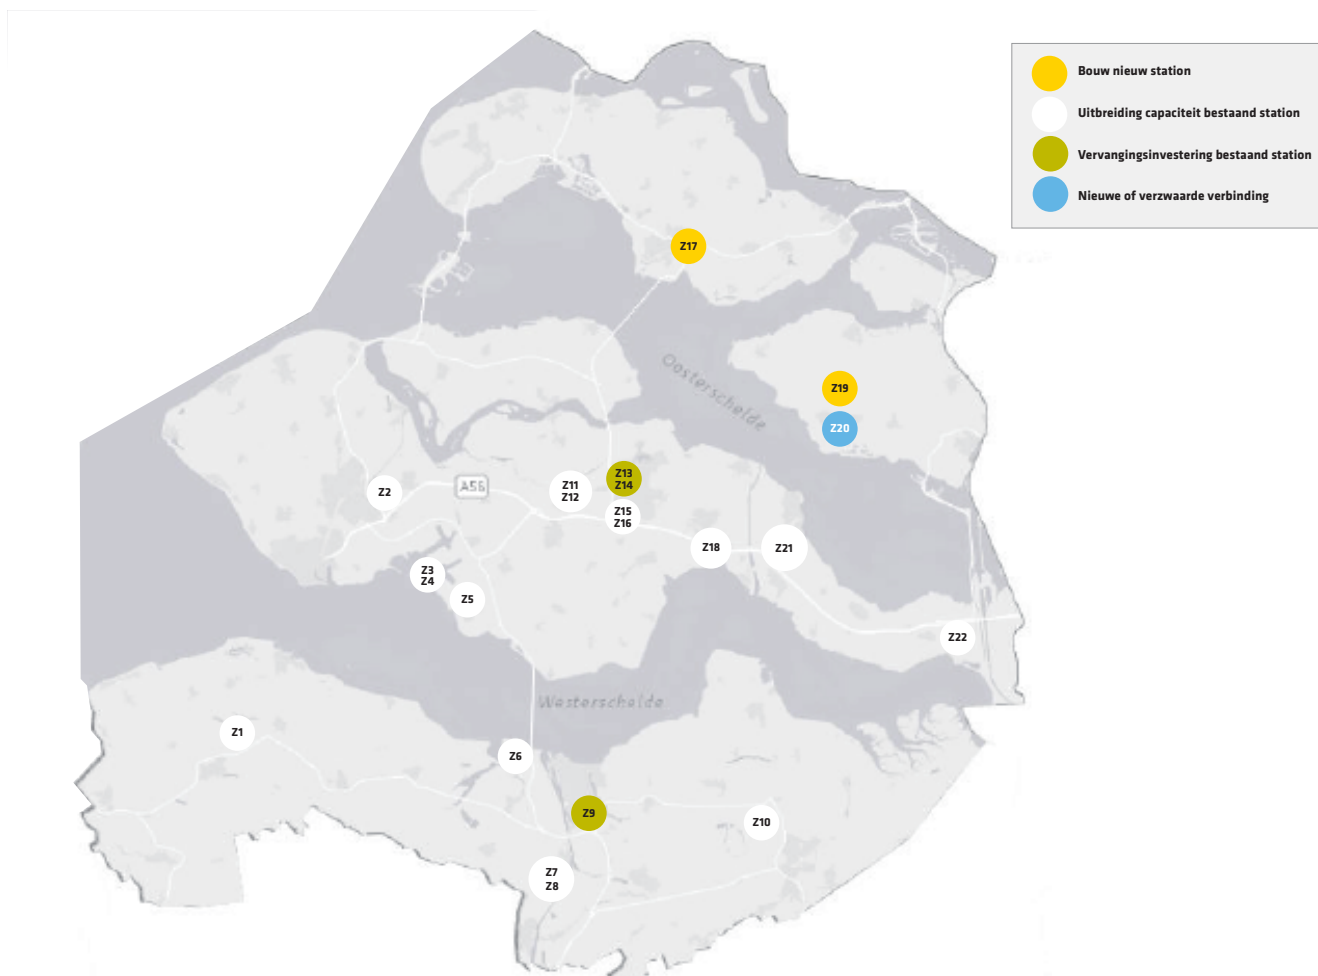 Bouw nieuw station
Uitbreiding capaciteit bestaand station
Vervangingsinvestering bestaand station
Nieuwe of verzwaarde verbinding
Z17
Oosterschelde
Z19
Z20
Z2
A58
Z11
Z12
Z13
Z14
Z15
Z16
Z18
Z21
Z3
Z4
Z5
Z22
Westerschelde
Z1
Z6
Z9
Z10
Z7
Z8